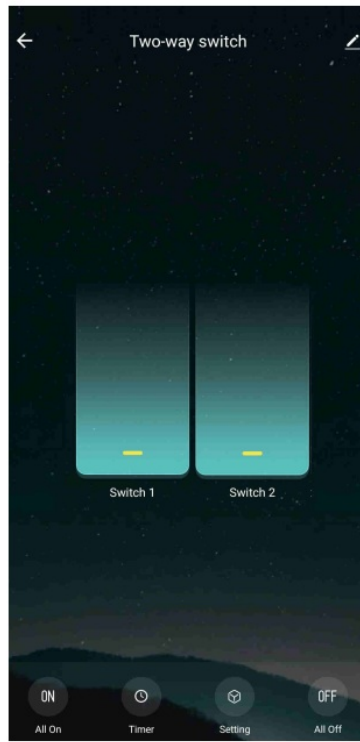 Two-way switch
Switch 1 Switch 2
ON OFF
All On Timer Setting All Off